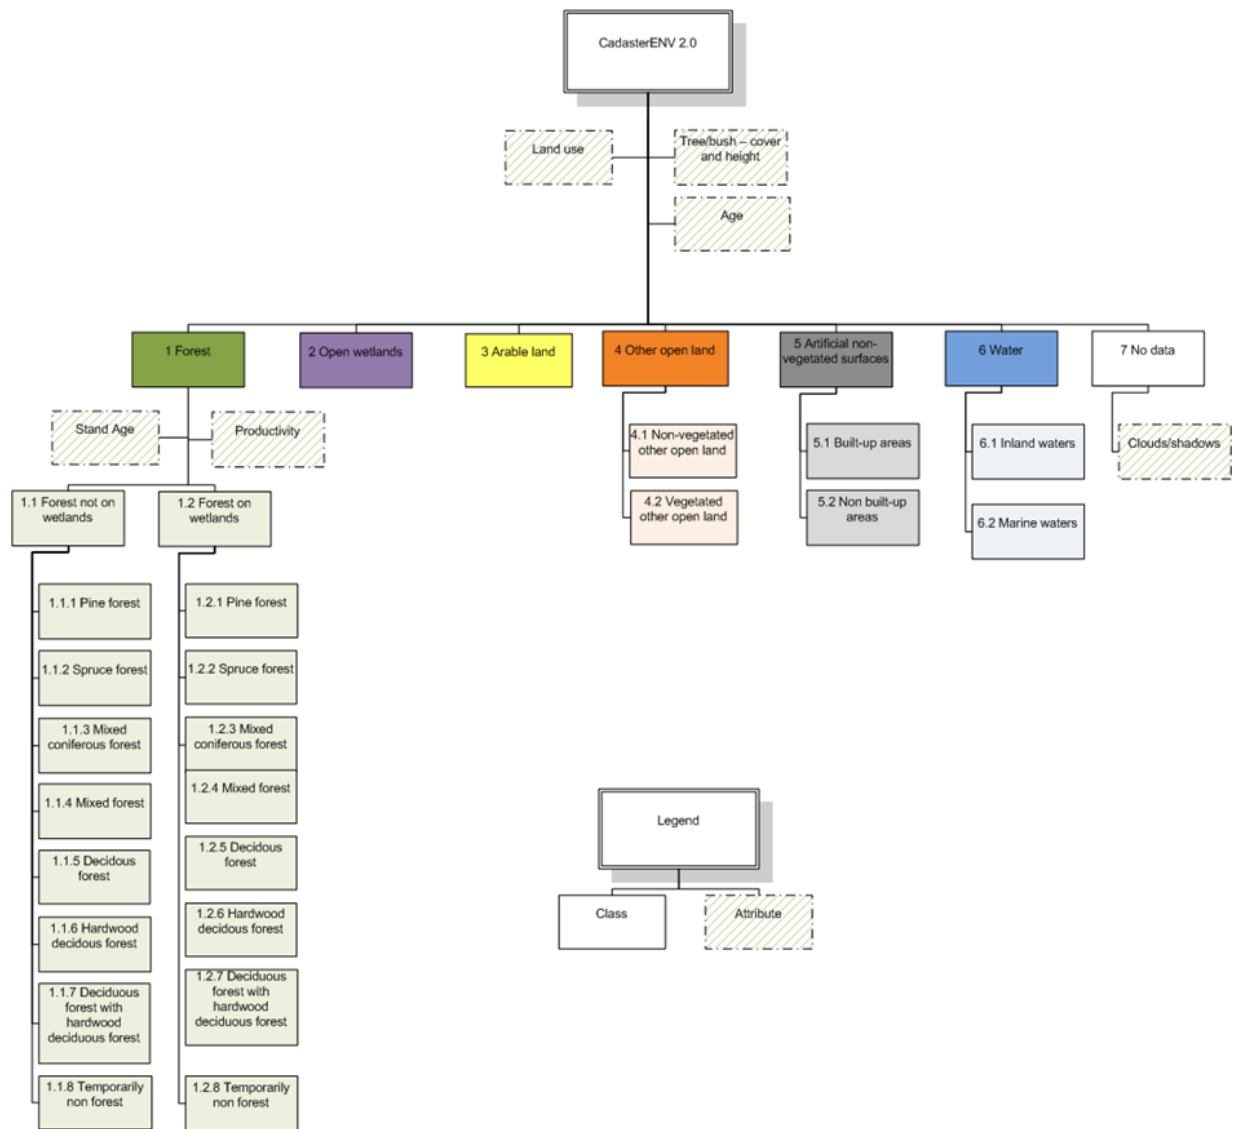 CadasterENV 2.0
Land use
Tree/bush – cover
and height
Age
1 Forest
2 Open wetlands
3 Arable land
4 Other open land
5 Artificial non-
vegetated surfaces
6 Water
7 No data
Stand Age
Productivity
4.1 Non-vegetated
other open land
5.1 Built-up areas
6.1 Inland waters
Clouds/shadows
4.2 Vegetated
other open land
5.2 Non built-up
areas
6.2 Marine waters
1.1 Forest not on
wetlands
1.2 Forest on
wetlands
1.1.1 Pine forest
1.1.2 Spruce forest
1.1.3 Mixed
coniferous forest
1.1.4 Mixed forest
1.1.5 Decidous
forest
1.1.6 Hardwood
decidous forest
1.1.7 Deciduous
forest with
hardwood
deciduous forest
1.1.8 Temporarily
non forest
1.2.1 Pine forest
1.2.2 Spruce forest
1.2.3 Mixed
coniferous forest
1.2.4 Mixed forest
1.2.5 Decidous
forest
1.2.6 Hardwood
decidous forest
1.2.7 Deciduous
forest with
hardwood
deciduous forest
1.2.8 Temporarily
non forest
Legend
Class
Attribute